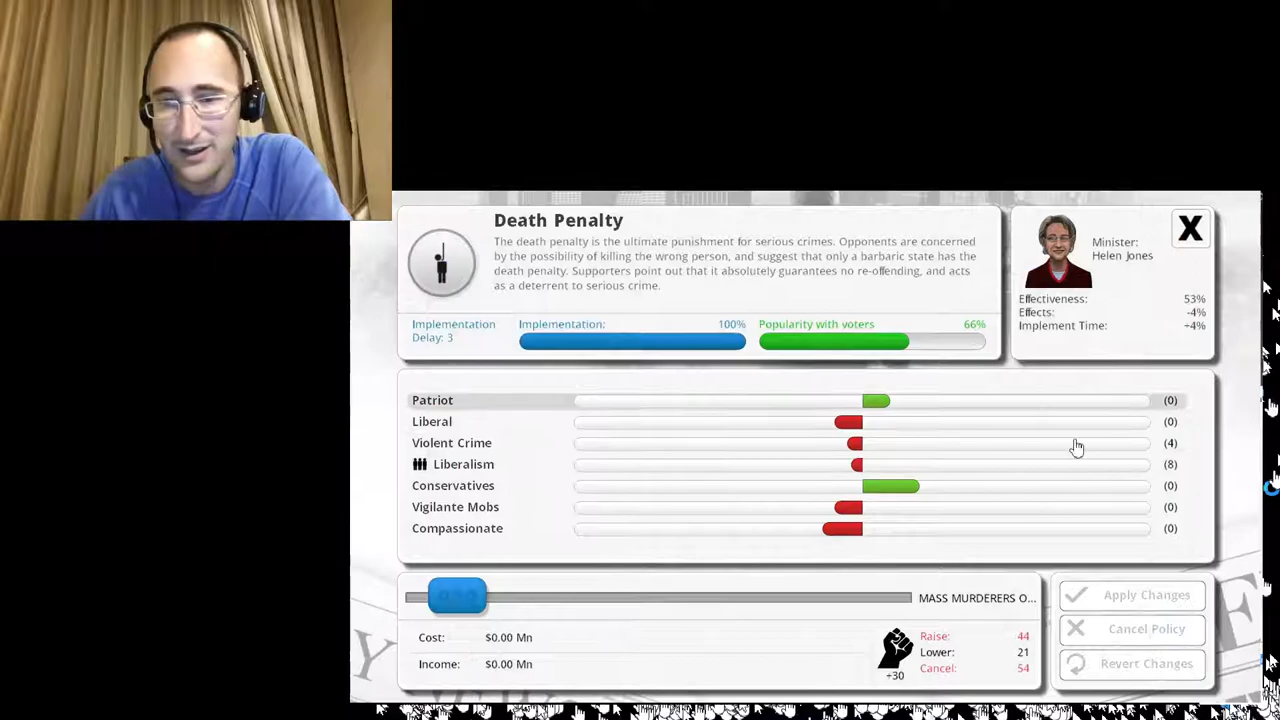 Death Penalty
The death penalty is the ultimate punishment for serious crimes. Opponents are concerned
by the possibility of killing the wrong person, and suggest that only a barbaric state has the
death penalty. Supporters point out that it absolutely guarantees no re-offending, and acts
as a deterrent to serious crime.
Implementation
Delay: 3
Implementation: 100%
Popularity with voters 66%
X
Minister:
Helen Jones
Effectiveness: 53%
Effects: -4%
Implement Time: +4%
Patriot (0)
Liberal (0)
Violent Crime (4)
Liberalism (8)
Conservatives (0)
Vigilante Mobs (0)
Compassionate (0)
MASS MURDERERS O...
Cost: $0.00 Mn
Income: $0.00 Mn
+30
Raise: 44
Lower: 21
Cancel: 54
Apply Changes
Cancel Policy
Revert Changes